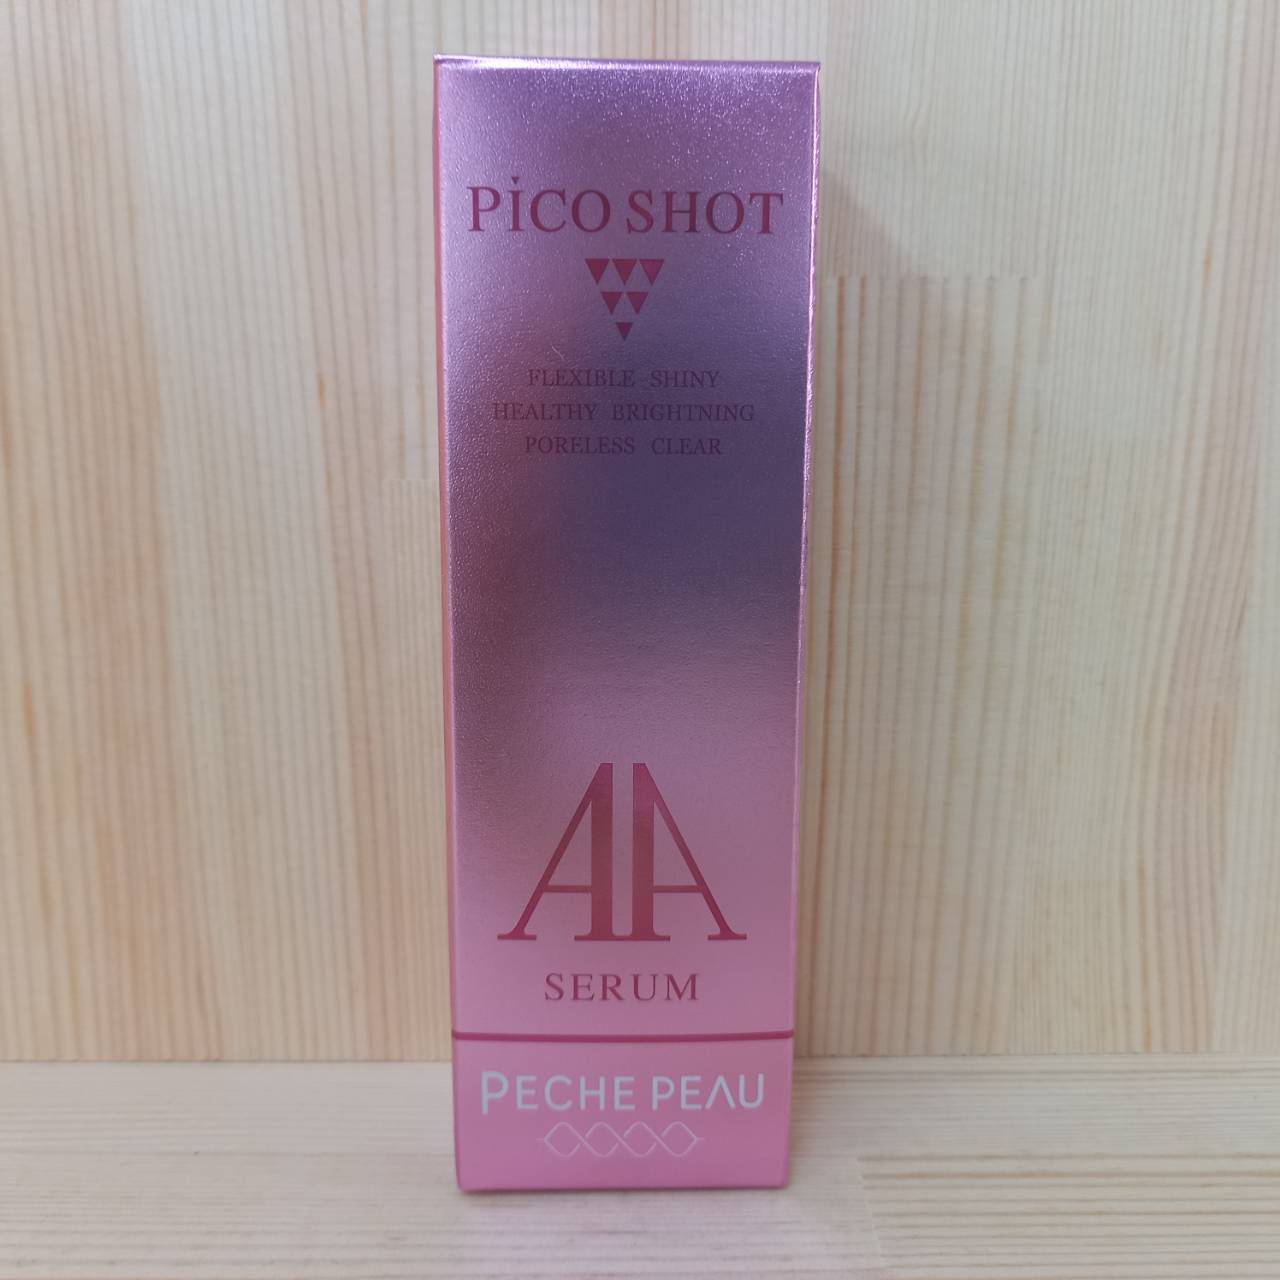 PiCO SHOT
FLEXIBLE SHINY
HEALTHY BRIGHTNING
PORELESS CLEAR
AA
SERUM
PECHE PEAU